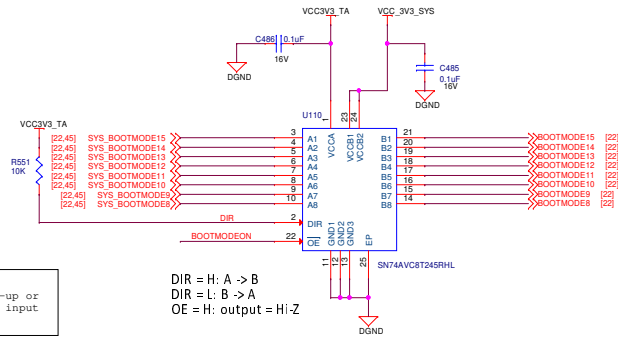 VCC3V3_TA
VCC_3V3_SYS
C486
0.1uF
16V
DGND
C485
0.1uF
16V
DGND
U110
1
23
24
VCCA
VCCB1
VCCB2
VCC3V3_TA
R551
10K
[22,45] SYS_BOOTMODE15 3 A1 B1 21 BOOTMODE15 [22]
[22,45] SYS_BOOTMODE14 4 A2 B2 20 BOOTMODE14 [22]
[22,45] SYS_BOOTMODE13 5 A3 B3 19 BOOTMODE13 [22]
[22,45] SYS_BOOTMODE12 6 A4 B4 18 BOOTMODE12 [22]
[22,45] SYS_BOOTMODE11 7 A5 B5 17 BOOTMODE11 [22]
[22,45] SYS_BOOTMODE10 8 A6 B6 16 BOOTMODE10 [22]
[22,45] SYS_BOOTMODE9 9 A7 B7 15 BOOTMODE9 [22]
[22,45] SYS_BOOTMODE8 10 A8 B8 14 BOOTMODE8 [22]
DIR 2 DIR
BOOTMODEON 22 OE
GND1
GND2
GND3
EP
11
12
13
25
SN74AVC8T245RHL
DGND
DIR = H: A -> B
DIR = L: B -> A
OE = H: output = Hi-Z
-up or
input